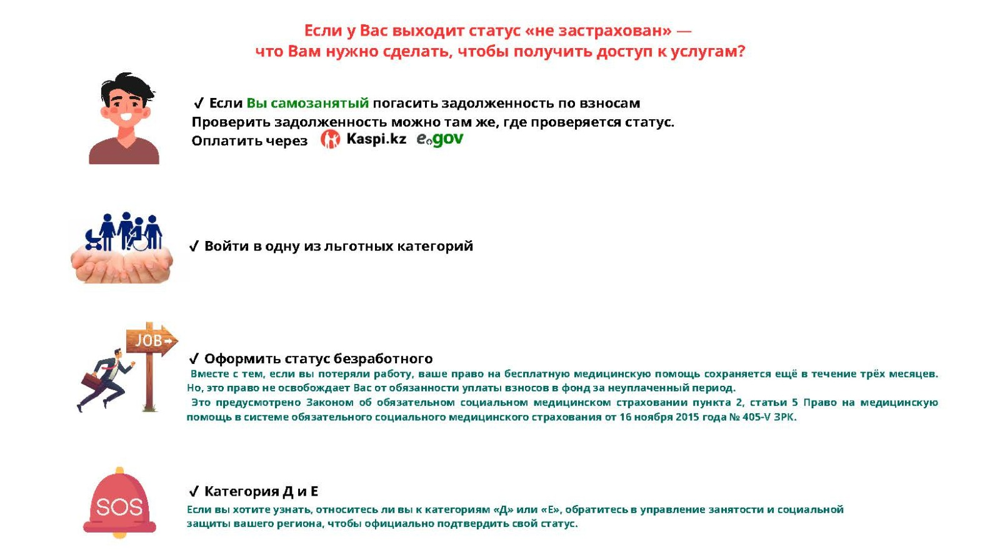 Если у Вас выходит статус «не застрахован» —
что Вам нужно сделать, чтобы получить доступ к услугам?
✓ Если Вы самозанятый погасить задолженность по взносам
Проверить задолженность можно там же, где проверяется статус.
Оплатить через Kaspi.kz egov
✓ Войти в одну из льготных категорий
JOB→
✓ Оформить статус безработного
Вместе с тем, если вы потеряли работу, ваше право на бесплатную медицинскую помощь сохраняется ещё в течение трёх месяцев.
Но, это право не освобождает Вас от обязанности уплаты взносов в фонд за неуплаченный период.
Это предусмотрено Законом об обязательном социальном медицинском страховании пункта 2, статьи 5 Право на медицинскую
помощь в системе обязательного социального медицинского страхования от 16 ноября 2015 года № 405-V ЗРК.
SOS
✓ Категория Д и Е
Если вы хотите узнать, относитесь ли вы к категориям «Д» или «Е», обратитесь в управление занятости и социальной
защиты вашего региона, чтобы официально подтвердить свой статус.